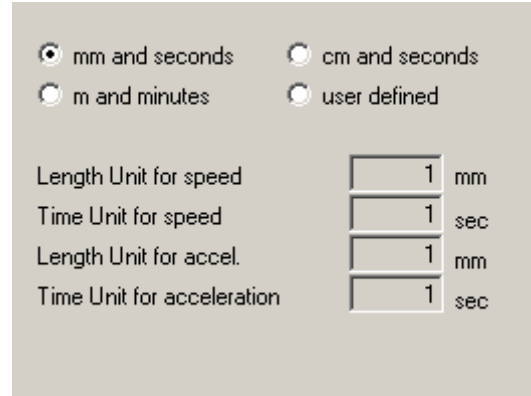 mm and seconds cm and seconds
m and minutes user defined
Length Unit for speed 1 mm
Time Unit for speed 1 sec
Length Unit for accel. 1 mm
Time Unit for acceleration 1 sec